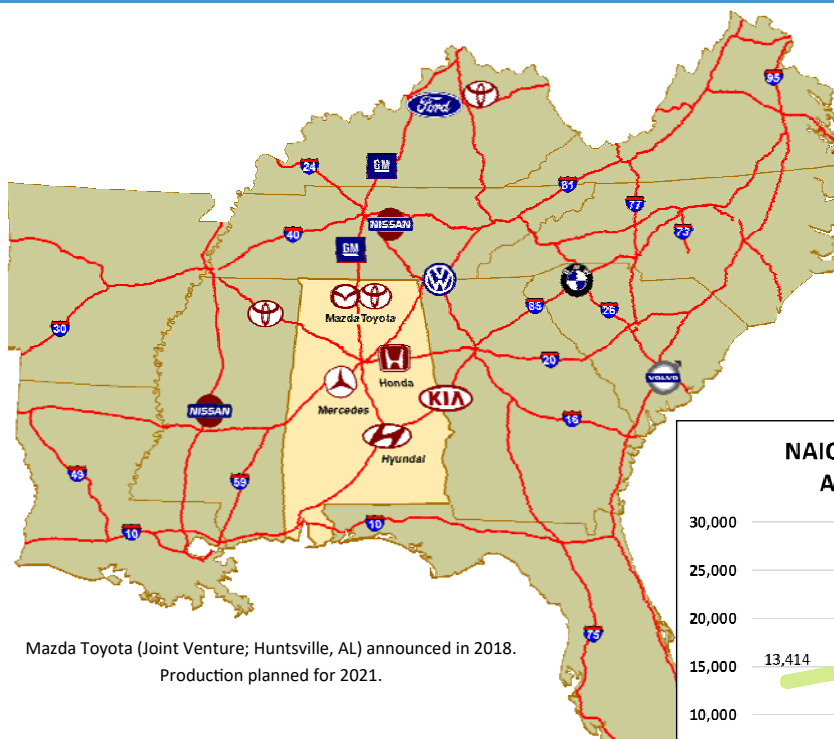 95
Ford
GM
24
81
77
40
NISSAN
73
GM
85
26
Mazda Toyota
30
20
Honda
VOLVO
Mercedes
KIA
NISSAN
16
Hyundai
49
59
10
10
75
Mazda Toyota (Joint Venture; Huntsville, AL) announced in 2018.
Production planned for 2021.
NAIC
A
30,000
25,000
20,000
15,000
13,414
10,000